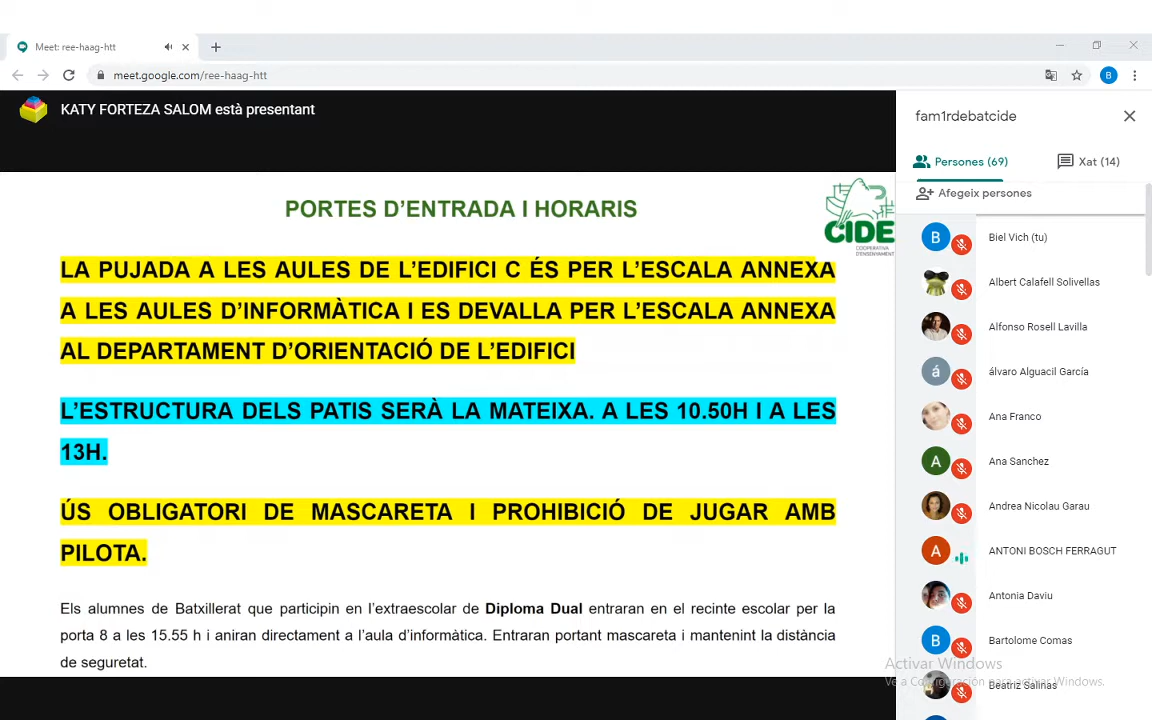 Meet: ree-haag-htt
meet.google.com/ree-haag-htt
B
KATY FORTEZA SALOM està presentant
PORTES D'ENTRADA I HORARIS
CIDE
COOPERATIVA
D'ENSENYAMENT
LA PUJADA A LES AULES DE L'EDIFICI C ÉS PER L'ESCALA ANNEXA
A LES AULES D'INFORMÀTICA I ES DEVALLA PER L'ESCALA ANNEXA
AL DEPARTAMENT D'ORIENTACIÓ DE L'EDIFICI
L'ESTRUCTURA DELS PATIS SERÀ LA MATEIXA. A LES 10.50H I A LES
13H.
ÚS OBLIGATORI DE MASCARETA I PROHIBICIÓ DE JUGAR AMB
PILOTA.
Els alumnes de Batxillerat que participin en l'extraescolar de Diploma Dual entraran en el recinte escolar per la
porta 8 a les 15.55 h i aniran directament a l'aula d'informàtica. Entraran portant mascareta i mantenint la distància
de seguretat.
fam1rdebatcide
Persones (69)
Xat (14)
Afegeix persones
B
Biel Vich (tu)
Albert Calafell Solivellas
Alfonso Rosell Lavilla
á
álvaro Alguacil García
Ana Franco
A
Ana Sanchez
Andrea Nicolau Garau
A
ANTONI BOSCH FERRAGUT
Antonia Daviu
B
Bartolome Comas
Beatriz Salinas
Activar Windows
Ve a Configuración para activar Windows.